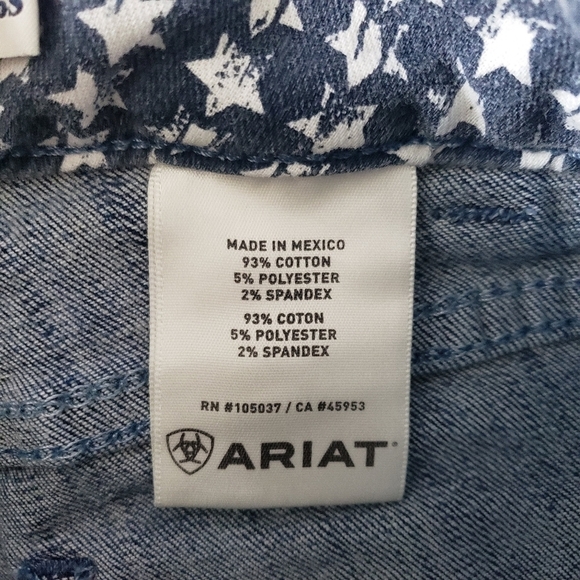 MADE IN MEXICO
93% COTTON
5% POLYESTER
2% SPANDEX
93% COTON
5% POLYESTER
2% SPANDEX
RN #105037 / CA #45953
ARIAT